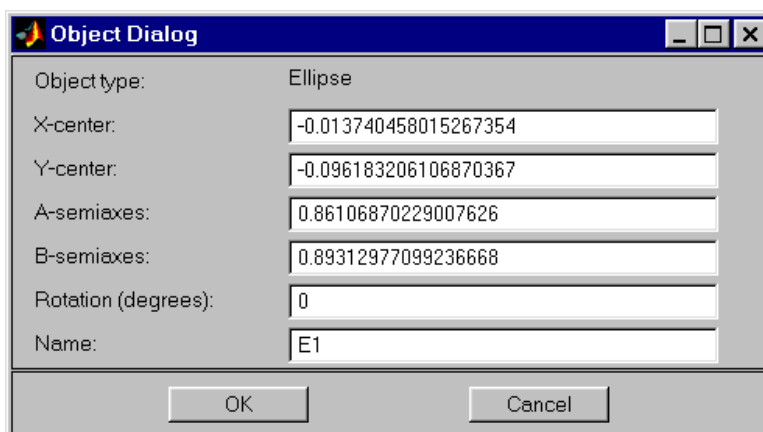 Object Dialog
Object type: Ellipse
X-center: -0.013740458015267354
Y-center: -0.096183206106870367
A-semiaxes: 0.86106870229007626
B-semiaxes: 0.89312977099236668
Rotation (degrees): 0
Name: E1
OK Cancel